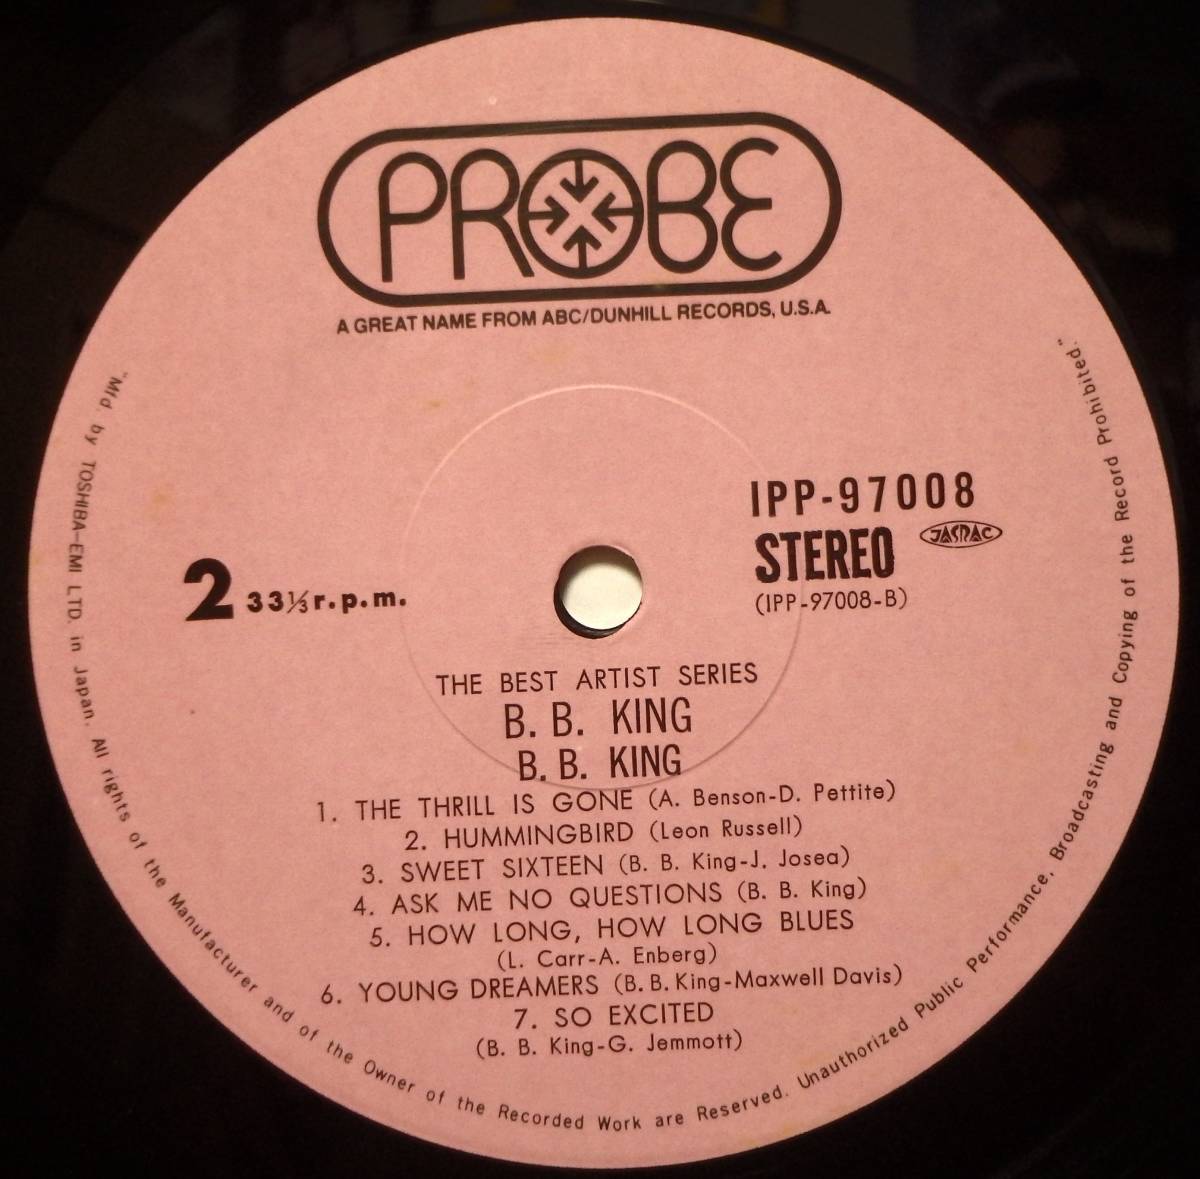 PROBE
A GREAT NAME FROM ABC/DUNHILL RECORDS, U.S.A.
IPP-97008
STEREO JASRAC
(IPP-97008-B)
2 33⅓ r.p.m.
THE BEST ARTIST SERIES
B. B. KING
B. B. KING
1. THE THRILL IS GONE (A. Benson-D. Pettite)
2. HUMMINGBIRD (Leon Russell)
3. SWEET SIXTEEN (B. B. King-J. Josea)
4. ASK ME NO QUESTIONS (B. B. King)
5. HOW LONG, HOW LONG BLUES
(L. Carr-A. Enberg)
6. YOUNG DREAMERS (B. B. King-Maxwell Davis)
7. SO EXCITED
(B. B. King-G. Jemmott)
"Mfd. by TOSHIBA-EMI LTD. in Japan. All rights of the Manufacturer and of the Owner of the Recorded Work are Reserved. Unauthorized Public Performance, Broadcasting and Copying of the Record Prohibited."